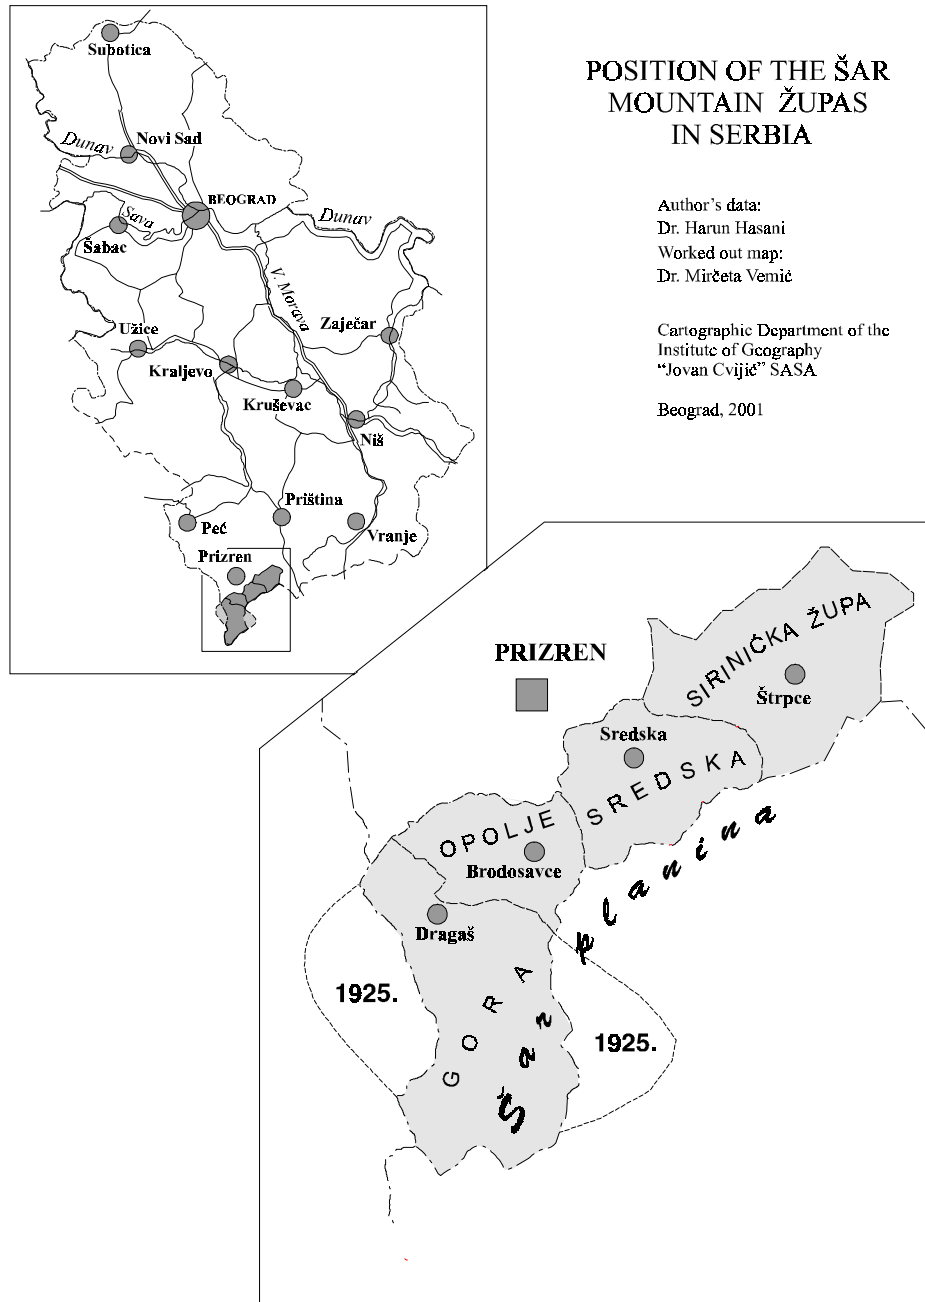 POSITION OF THE ŠAR
MOUNTAIN ŽUPAS
IN SERBIA
Author's data:
Dr. Harun Hasani
Worked out map:
Dr. Mirčeta Vemić
Cartographic Department of the
Institute of Geography
“Jovan Cvijić” SASA
Beograd, 2001
Subotica
Dunav
Novi Sad
BEOGRAD
Sava
Dunav
Šabac
V. Morava
Užice
Zaječar
Kraljevo
Kruševac
Niš
Priština
Peć
Vranje
Prizren
PRIZREN
SIRINIČKA ŽUPA
Štrpce
Sredska
SREDSKA
OPOLJE
Brodosavce
Dragaš
GORA
Šar planina
1925.
1925.